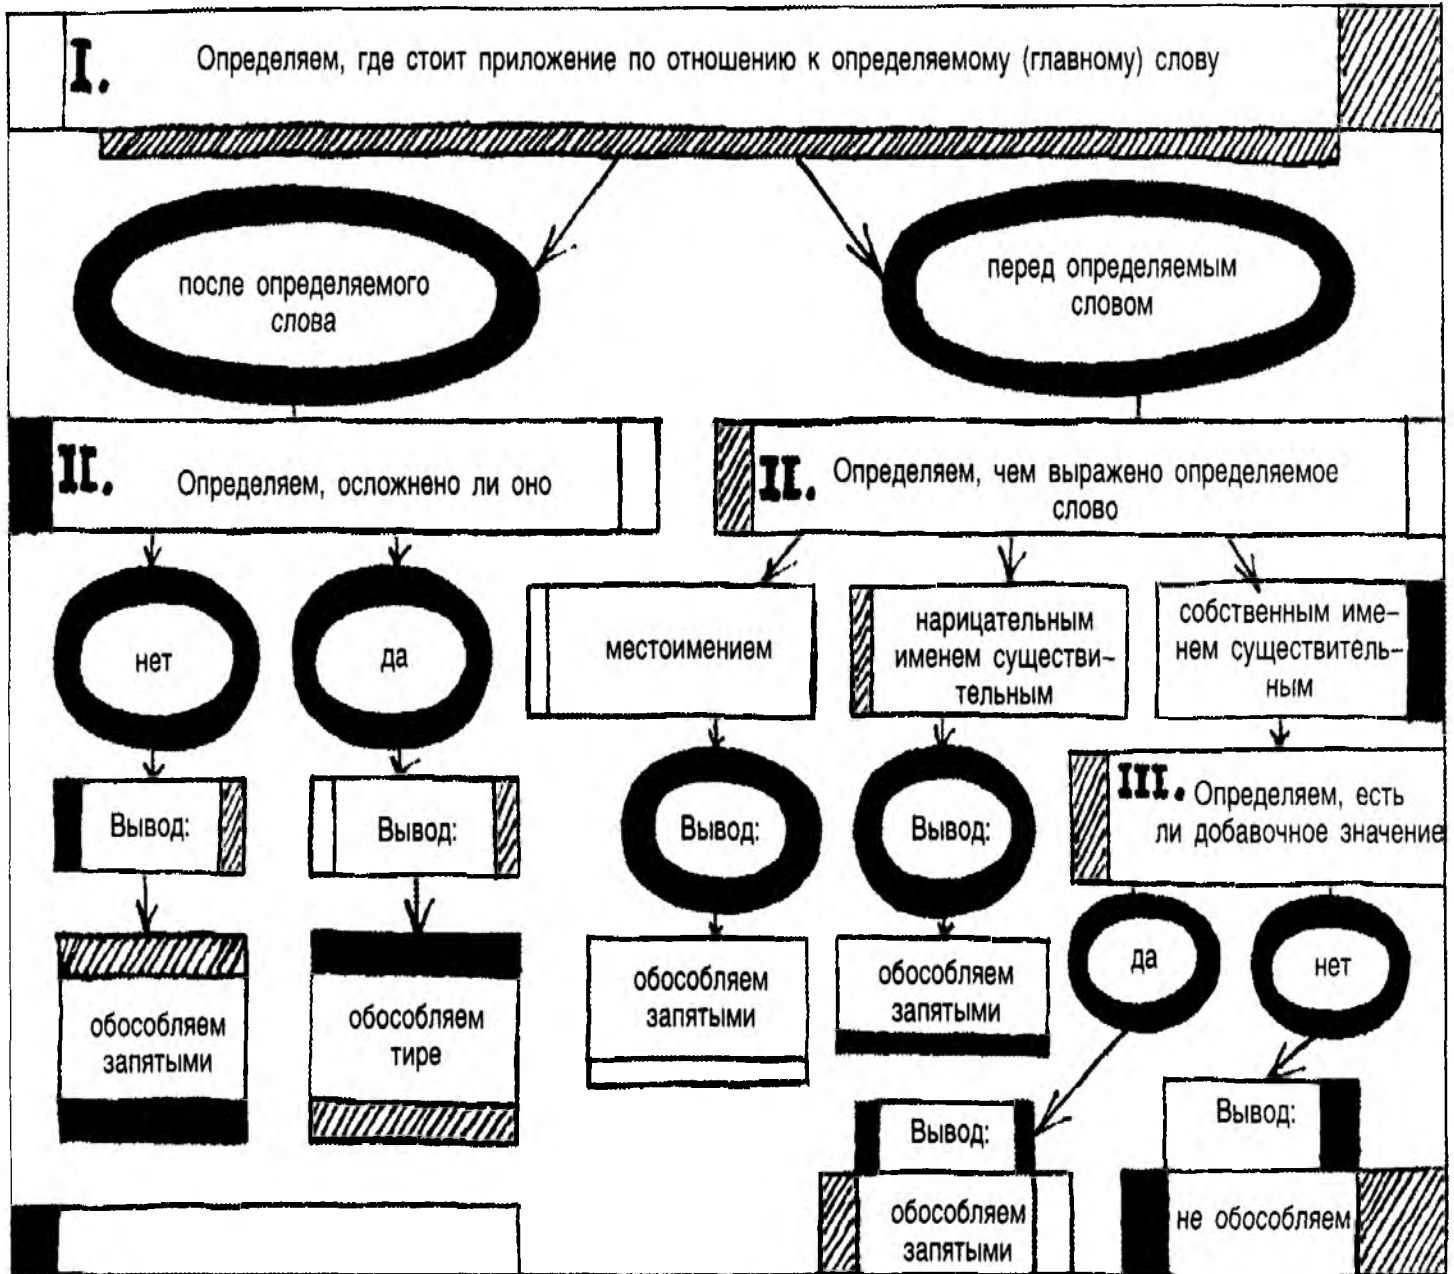 I. Определяем, где стоит приложение по отношению к определяемому (главному) слову
после определяемого
слова
перед определяемым
словом
II. Определяем, осложнено ли оно
II. Определяем, чем выражено определяемое
слово
нет
да
местоимением
нарицательным
именем существи-
тельным
собственным име-
нем существитель-
ным
Вывод:
Вывод:
Вывод:
Вывод:
III. Определяем, есть
ли добавочное значение
обособляем
запятыми
обособляем
тире
обособляем
запятыми
обособляем
запятыми
да
нет
Вывод:
обособляем
запятыми
Вывод:
не обособляем